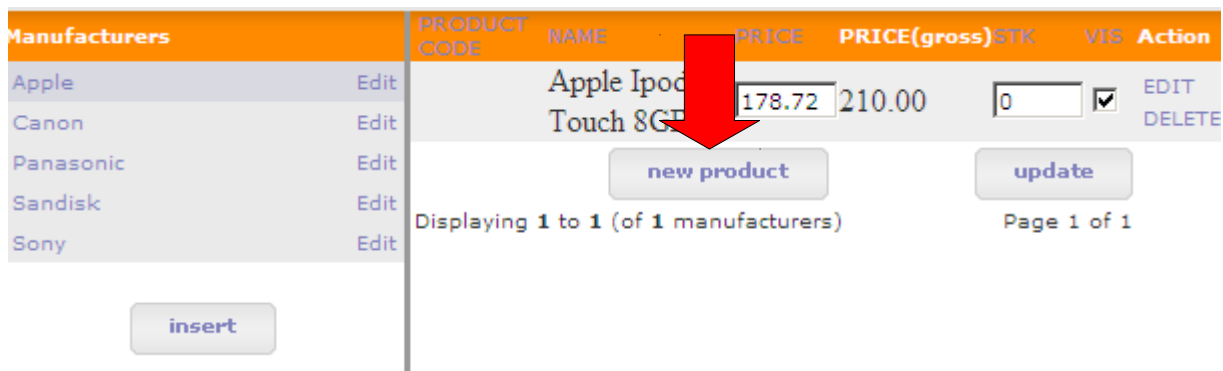 Manufacturers
Apple Edit
Canon Edit
Panasonic Edit
Sandisk Edit
Sony Edit
insert
PRODUCT CODE NAME PRICE PRICE(gross) STK VIS Action
Apple Ipod 178.72 210.00 0 EDIT
Touch 8GB DELETE
new product update
Displaying 1 to 1 (of 1 manufacturers) Page 1 of 1